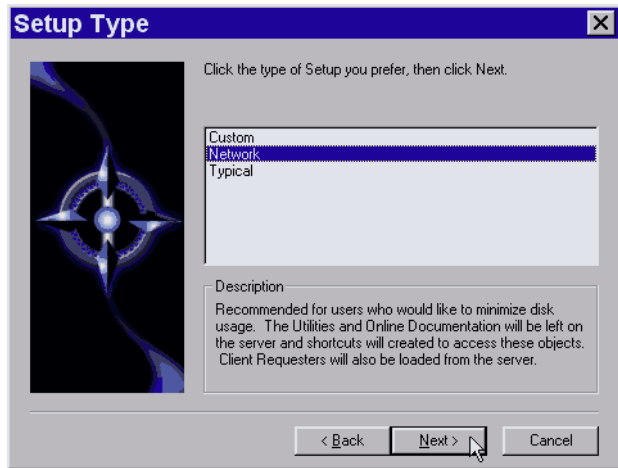 Setup Type
Click the type of Setup you prefer, then click Next.
Custom
Network
Typical
Description
Recommended for users who would like to minimize disk
usage.  The Utilities and Online Documentation will be left on
the server and shortcuts will created to access these objects.
Client Requesters will also be loaded from the server.
< Back
Next >
Cancel